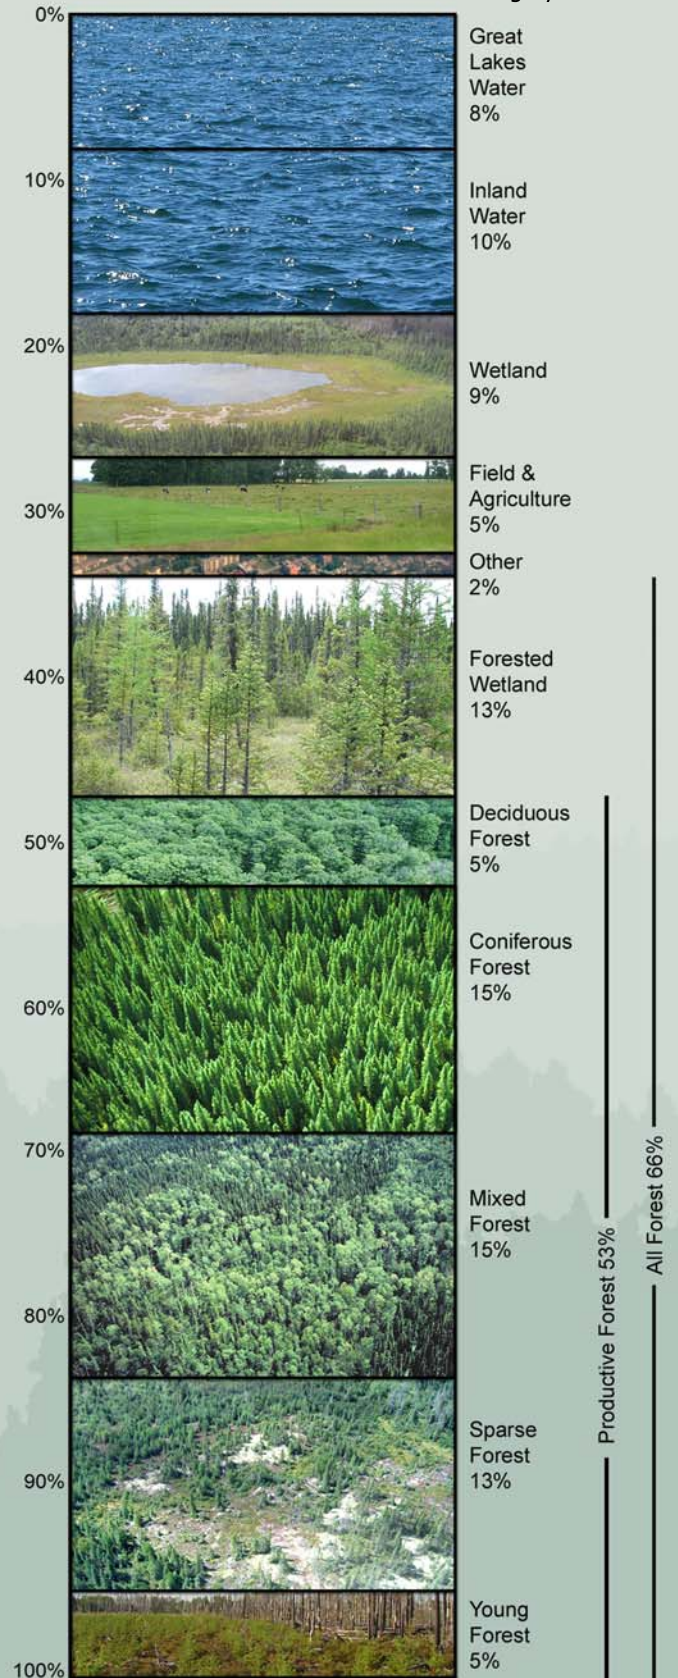 0%
Great
Lakes
Water
8%
10%
Inland
Water
10%
20%
Wetland
9%
Field &
Agriculture
5%
30%
Other
2%
Forested
Wetland
13%
40%
Deciduous
Forest
5%
50%
Coniferous
Forest
15%
60%
70%
Mixed
Forest
15%
All Forest 66%
Productive Forest 53%
80%
Sparse
Forest
13%
90%
Young
Forest
5%
100%